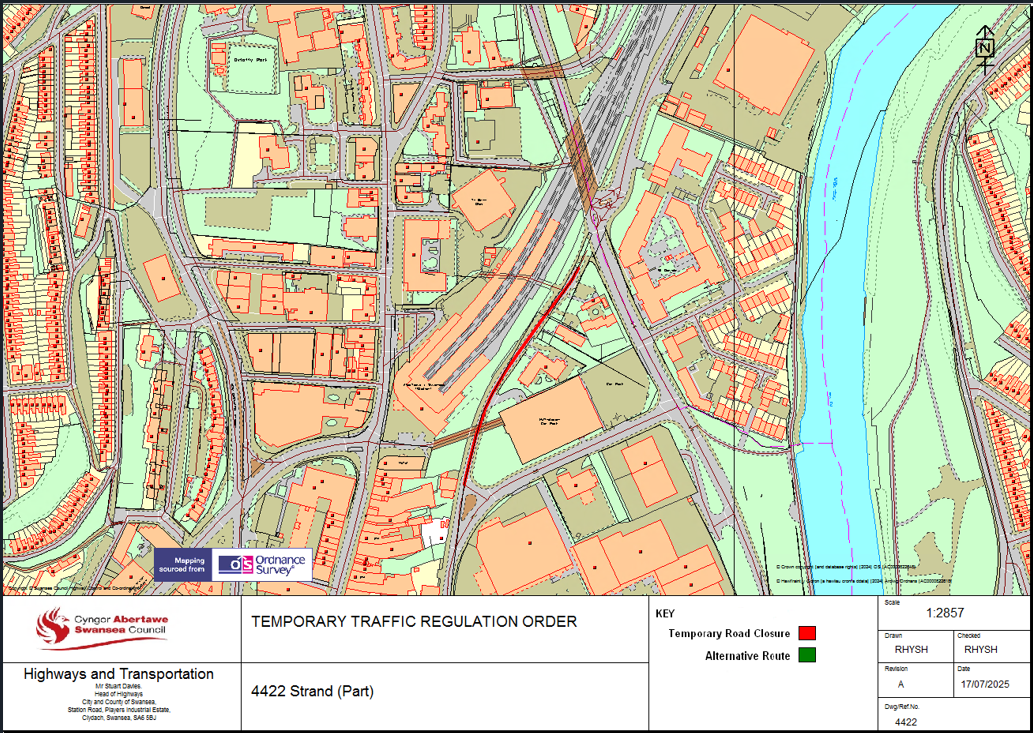 N
Car Park
Mapping
sourced from
OS Ordnance
Survey
Cyngor Abertawe
Swansea Council
Highways and Transportation
Mr Stuart Davies.
Head of Highways
City and County of Swansea,
Station Road, Players Industrial Estate,
Clydach, Swansea, SA6 5BJ
TEMPORARY TRAFFIC REGULATION ORDER
4422 Strand (Part)
KEY
Temporary Road Closure
Alternative Route
Scale
1:2857
Drawn
RHYSH
Checked
RHYSH
Revision
A
Date
17/07/2025
Dwg/Ref.No.
4422